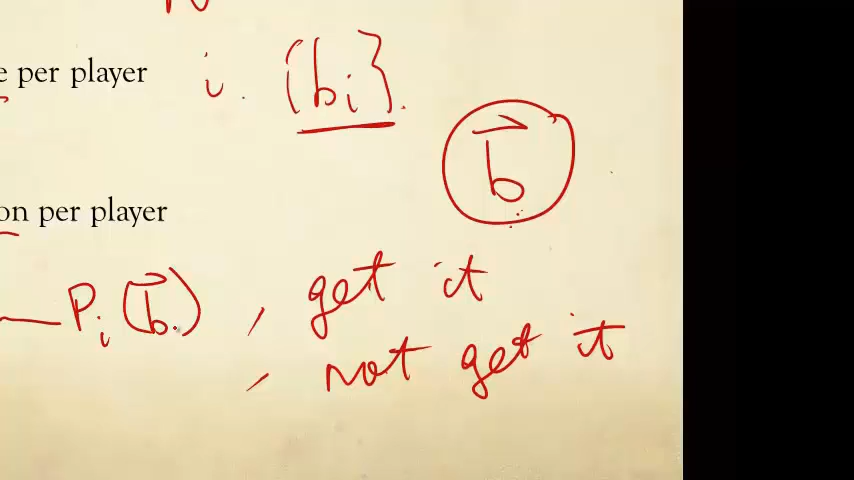 e per player i. {bi}.
b⃗
on per player
Pi(b⃗) , get it
, not get it